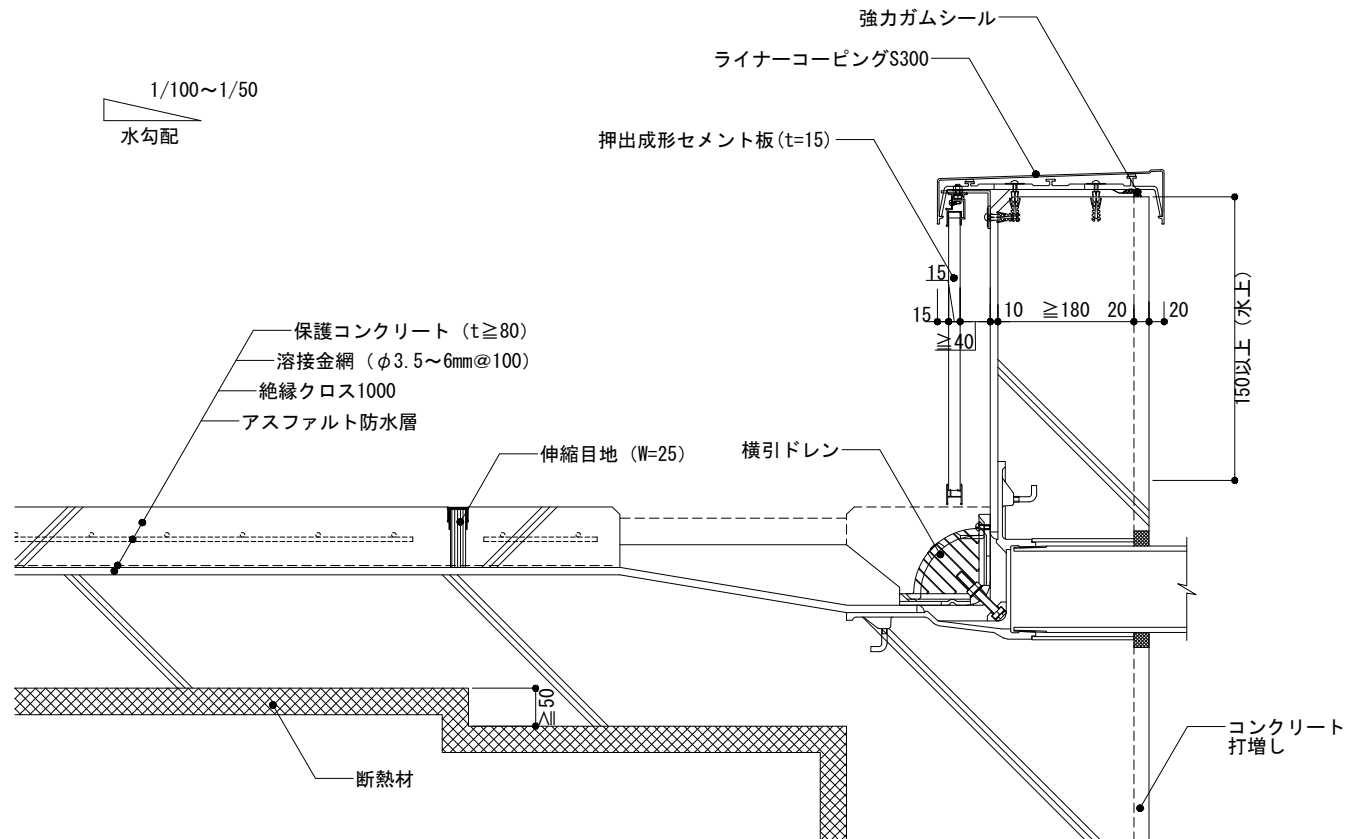 強力ガムシール
ライナーコーピングS300
1/100～1/50
水勾配
押出成形セメント板(t=15)
15
15
10
≧180
20
20
≧40
150以上(水上)
保護コンクリート (t≧80)
溶接金網 (φ3.5～6mm@100)
絶縁クロス1000
アスファルト防水層
伸縮目地 (W=25)
横引ドレン
≧50
コンクリート
打増し
断熱材